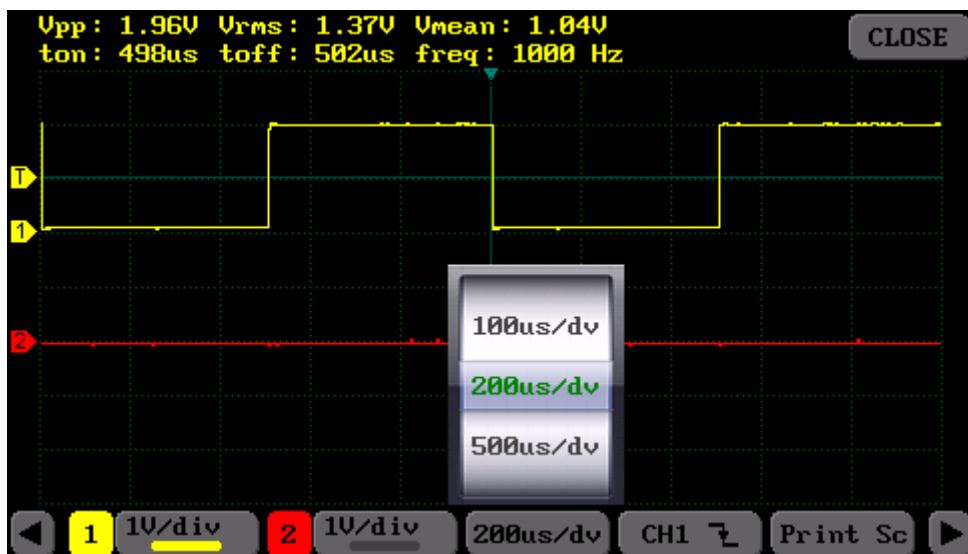 Vpp: 1.96V Vrms: 1.37V Vmean: 1.04V
ton: 498us toff: 502us freq: 1000 Hz
CLOSE
T
1
2
100us/dv
200us/dv
500us/dv
1 1V/div 2 1V/div 200us/dv CH1 Print Sc